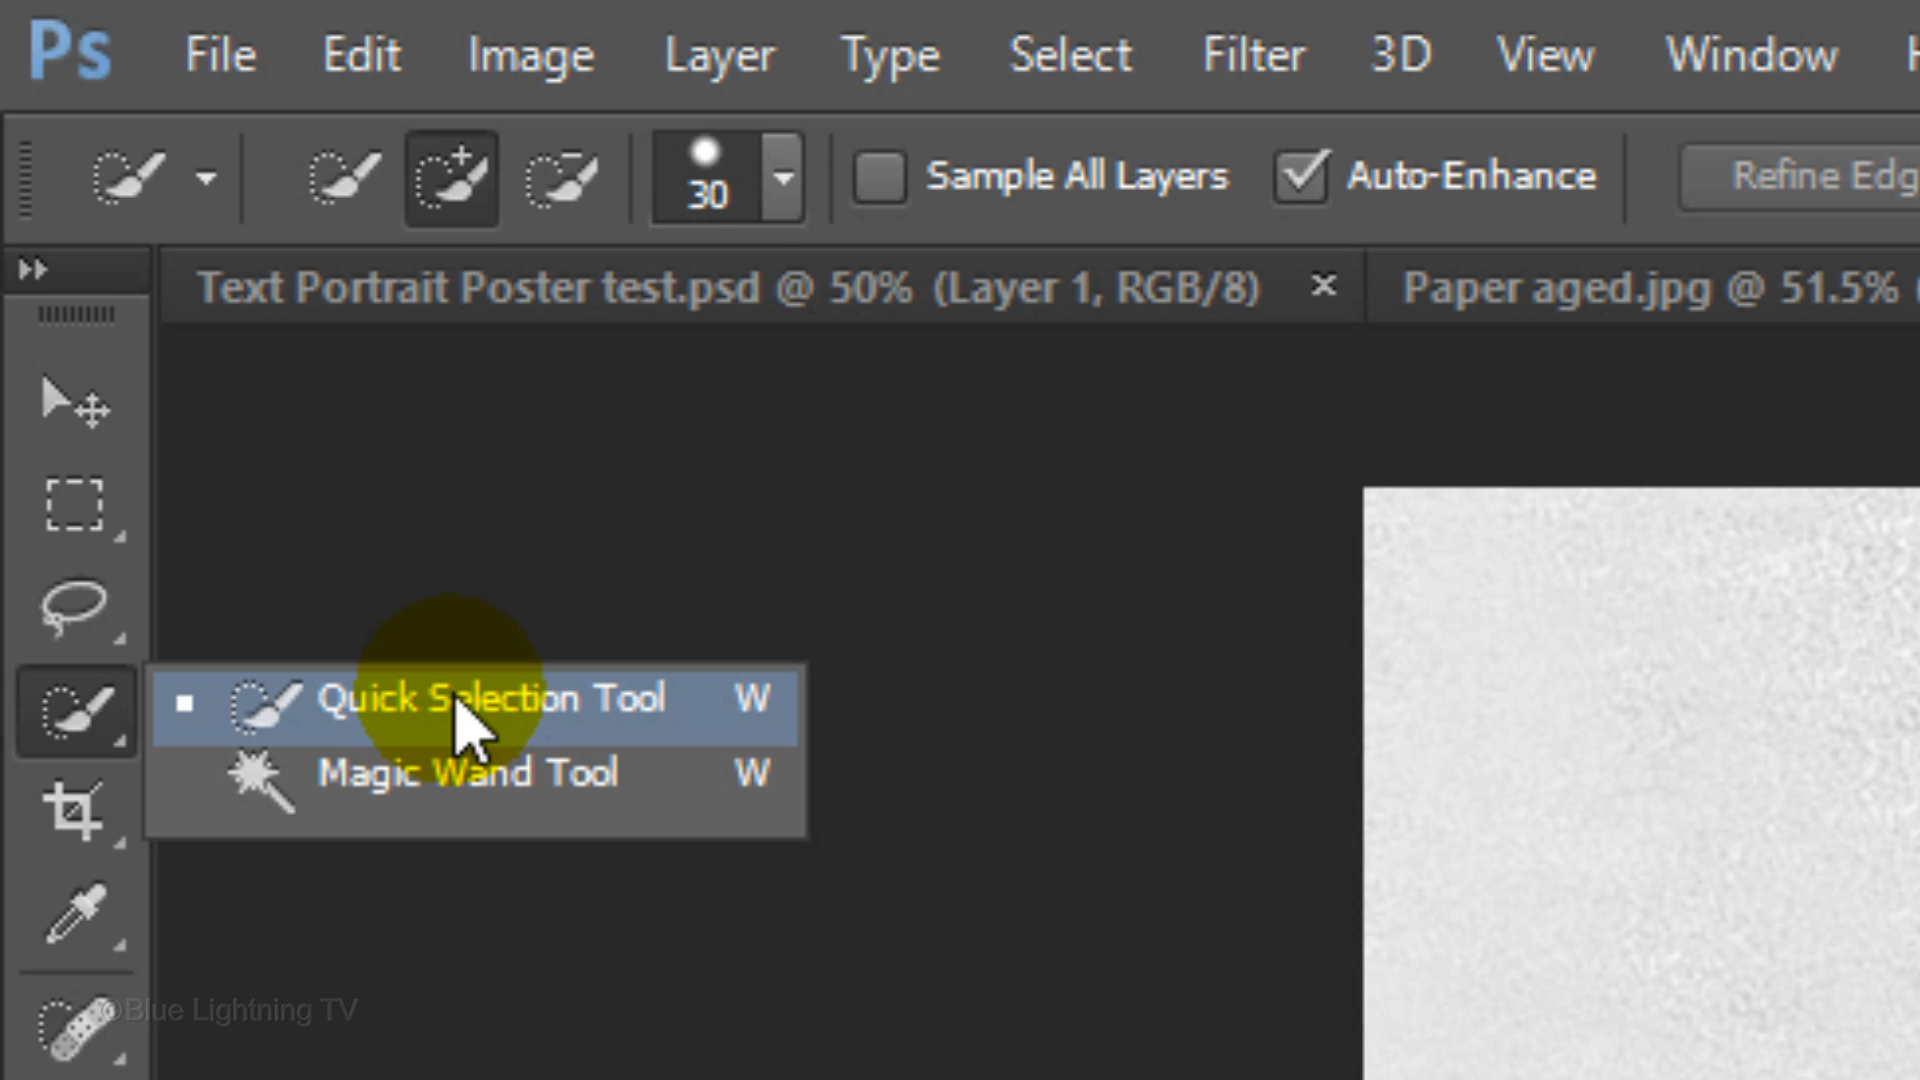 Ps File Edit Image Layer Type Select Filter 3D View Window
30 Sample All Layers Auto-Enhance Refine Edg
Text Portrait Poster test.psd @ 50% (Layer 1, RGB/8) × Paper aged.jpg @ 51.5%
Quick Selection Tool W
Magic Wand Tool W
©Blue Lightning TV